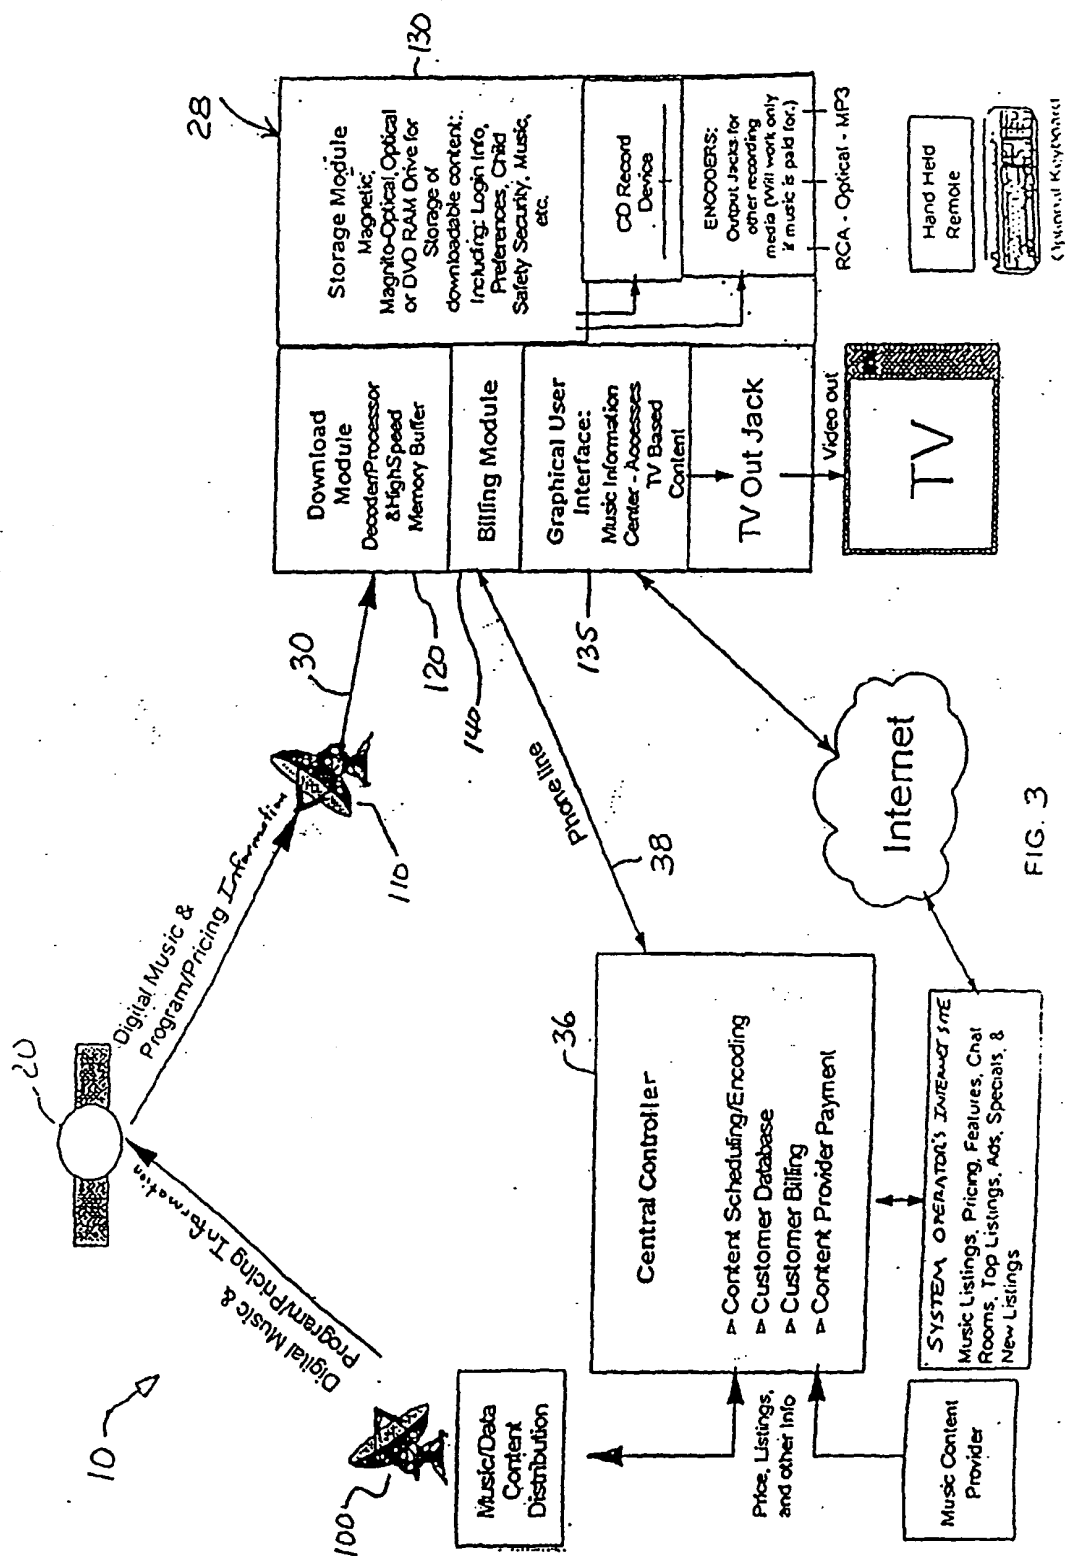 10
20
Digital Music &
Program/Pricing Information
Digital Music &
Program/Pricing Information
100
110
30
28
130
Music/Data
Content
Distribution
Price, Listings,
and other Info
Music Content
Provider
36
Central Controller
Content Scheduling/Encoding
Customer Database
Customer Billing
Content Provider Payment
SYSTEM OPERATOR'S INTERNET SITE
Music Listings, Pricing, Features, Chat
Rooms, Top Listings, Ads, Specials, &
New Listings
Phone line
38
Internet
120
140
135
Download
Module
Decoder/Processor
&HighSpeed
Memory Buffer
Billing Module
Graphical User
Interface:
Music Information
Center - Accesses
TV Based
Content
TV Out Jack
Video out
TV
Storage Module
Magnetic,
Magnito-Optical,Optical
or DVD RAM Drive for
Storage of
downloadable content:.
Including: Login Info,
Preferences, Child
Safety Security, Music,
etc.
CD Record
Device
ENCODERS:
Output Jacks for
other recording
media (Will work only
if music is paid for.)
RCA - Optical - MP3
Hand Held
Remote
Optional Keyboard
FIG. 3